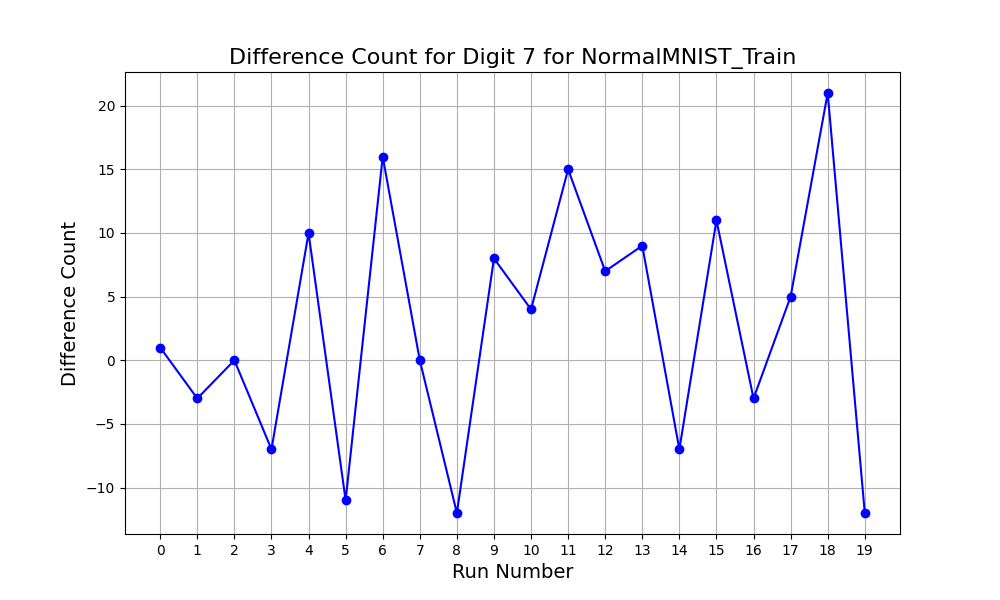 Difference Count for Digit 7 for NormalMNIST_Train
Difference Count
20
15
10
5
0
−5
−10
0 1 2 3 4 5 6 7 8 9 10 11 12 13 14 15 16 17 18 19
Run Number